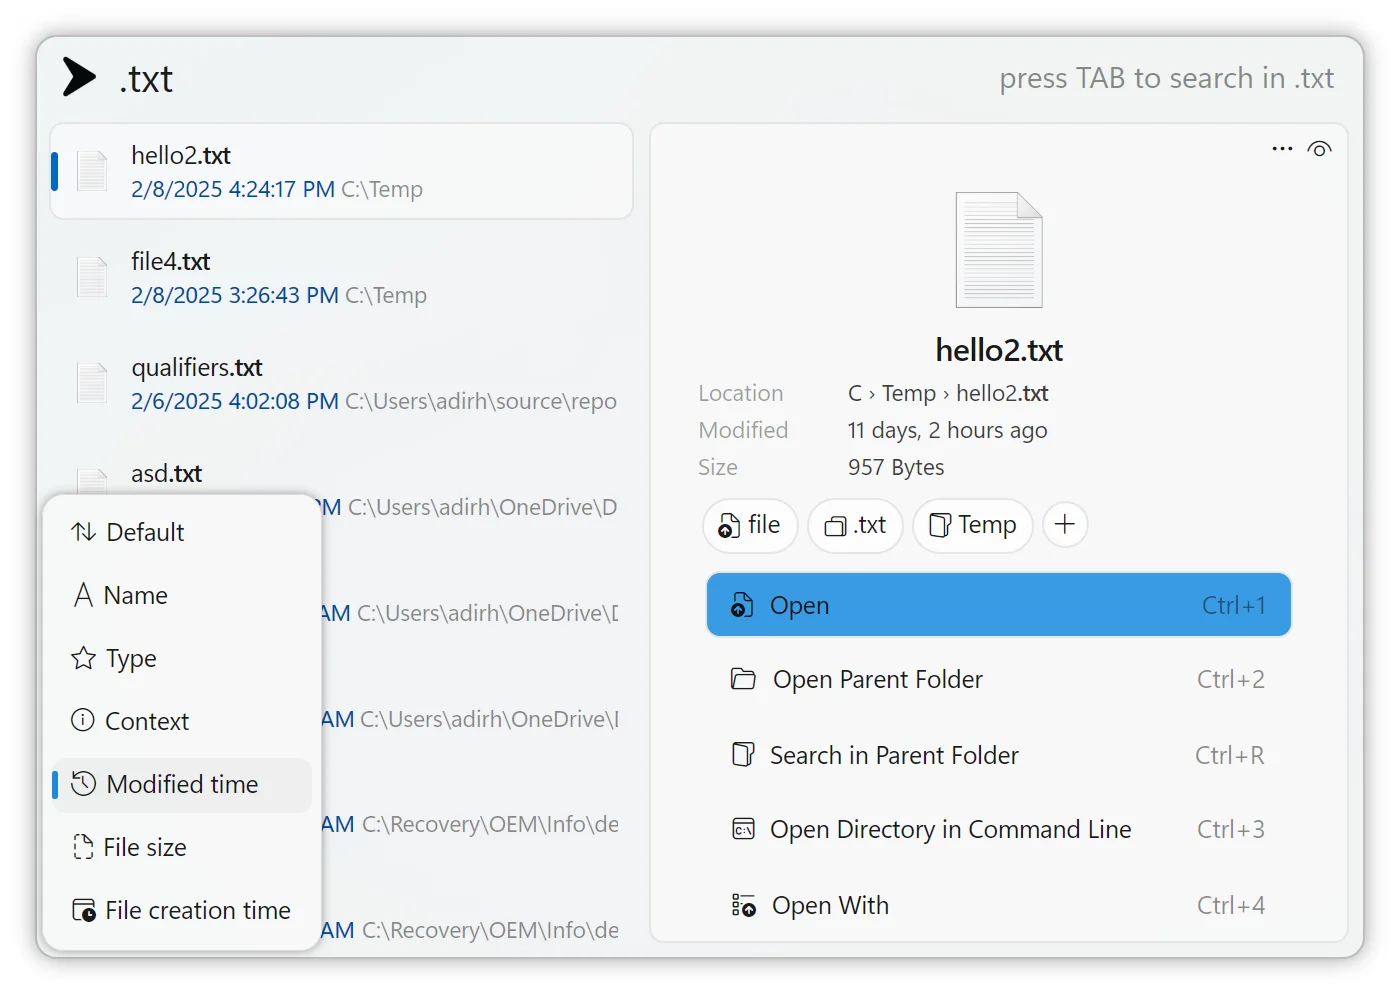 .txt
press TAB to search in .txt
hello2.txt
2/8/2025 4:24:17 PM C:\Temp
file4.txt
2/8/2025 3:26:43 PM C:\Temp
qualifiers.txt
2/6/2025 4:02:08 PM C:\Users\adirh\source\repo
asd.txt
PM C:\Users\adirh\OneDrive\D
AM C:\Users\adirh\OneDrive\D
AM C:\Users\adirh\OneDrive\
AM C:\Recovery\OEM\Info\de
AM C:\Recovery\OEM\Info\de
Default
Name
Type
Context
Modified time
File size
File creation time
hello2.txt
Location C › Temp › hello2.txt
Modified 11 days, 2 hours ago
Size 957 Bytes
file .txt Temp +
Open Ctrl+1
Open Parent Folder Ctrl+2
Search in Parent Folder Ctrl+R
Open Directory in Command Line Ctrl+3
Open With Ctrl+4